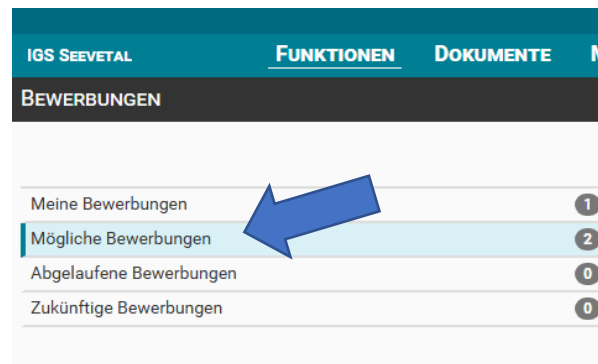 IGS SEEVETAL FUNKTIONEN DOKUMENTE
BEWERBUNGEN
Meine Bewerbungen 1
Mögliche Bewerbungen 2
Abgelaufene Bewerbungen 0
Zukünftige Bewerbungen 0